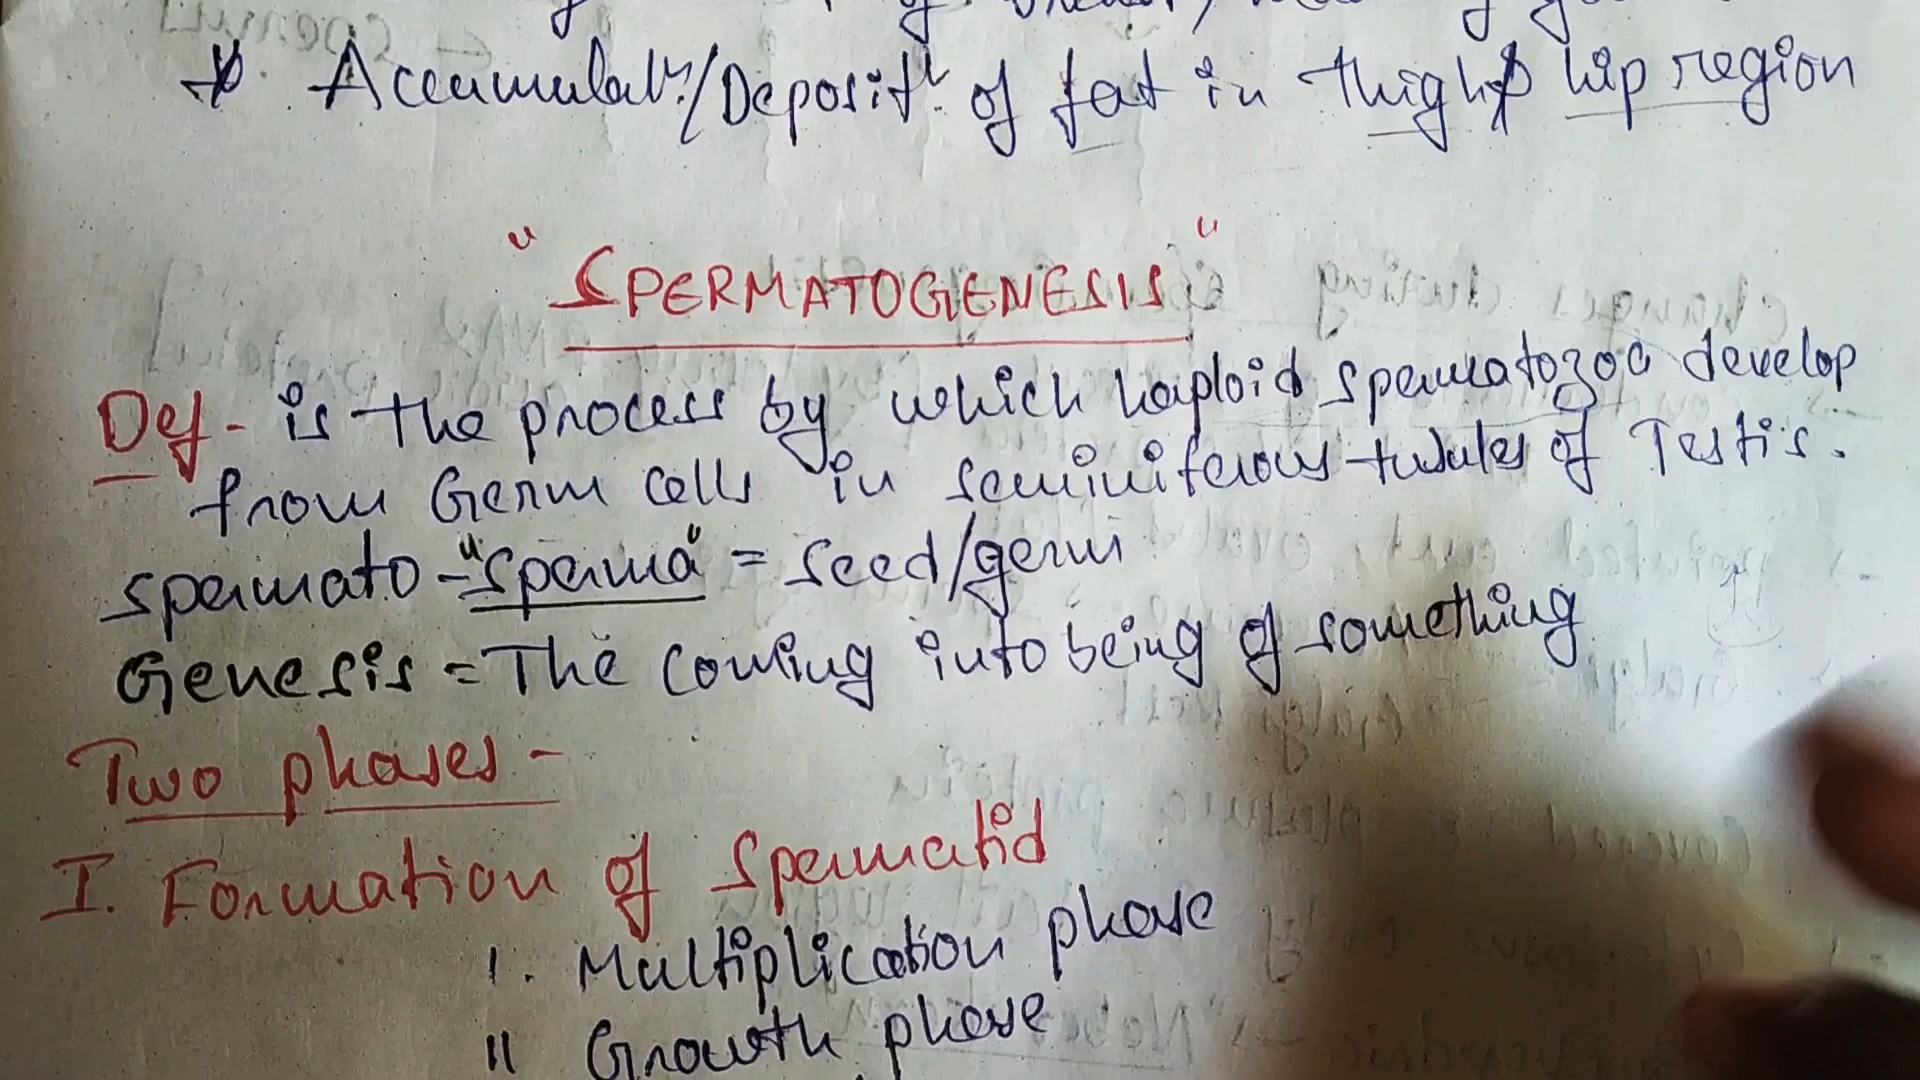 * Accumulatn/Depositn of fat in thigh & hip region
"SPERMATOGENESIS"
Def - is the process by which haploid spermatozoa develop
from Germ cells in seminiferous tubules of Testis.
spermato - "sperma" = seed/germ
Genesis = The coming into being of something
Two phases -
I. Formation of spermatid
I. Multiplication phase
II Growth phase